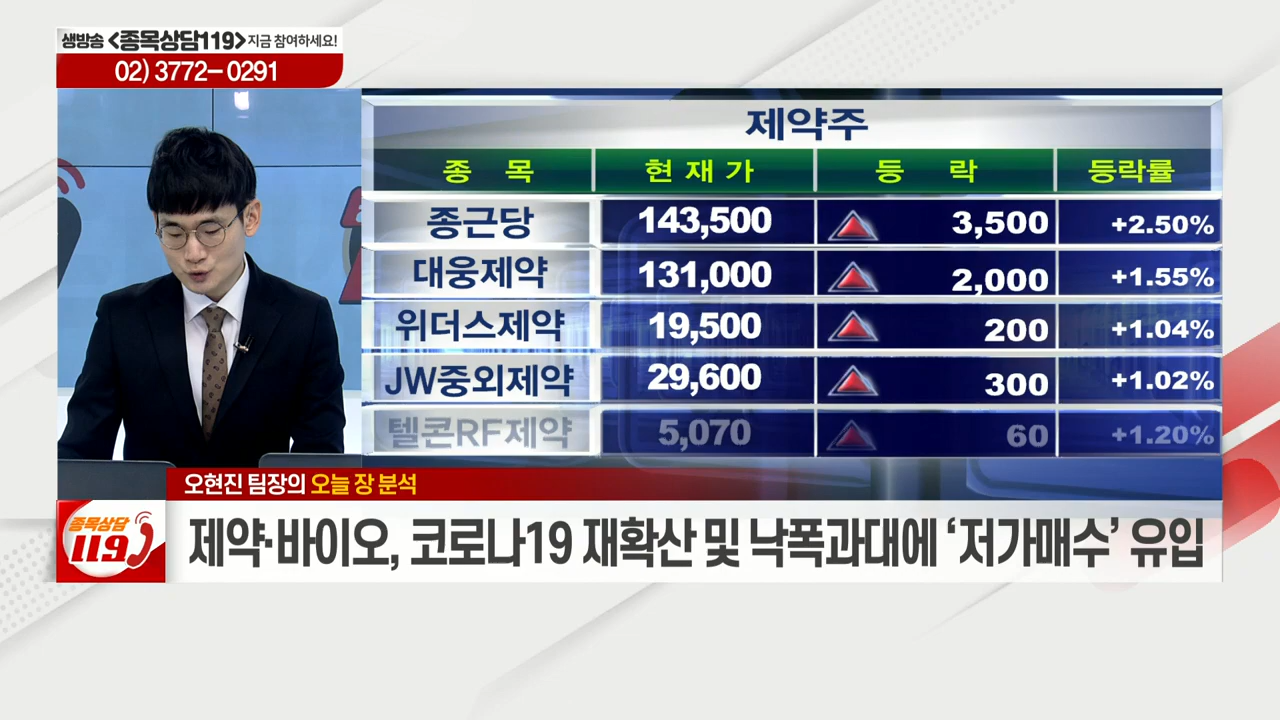 생방송 <종목상담119> 지금 참여하세요!
02) 3772-0291
제약주
종 목 현재가 등 락 등락률
종근당 143,500 ▲ 3,500 +2.50%
대웅제약 131,000 ▲ 2,000 +1.55%
위더스제약 19,500 ▲ 200 +1.04%
JW중외제약 29,600 ▲ 300 +1.02%
텔콘RF제약 5,070 ▲ 60 +1.20%
오현진 팀장의 오늘 장 분석
종목상담
119
제약·바이오, 코로나19 재확산 및 낙폭과대에 ‘저가매수’ 유입